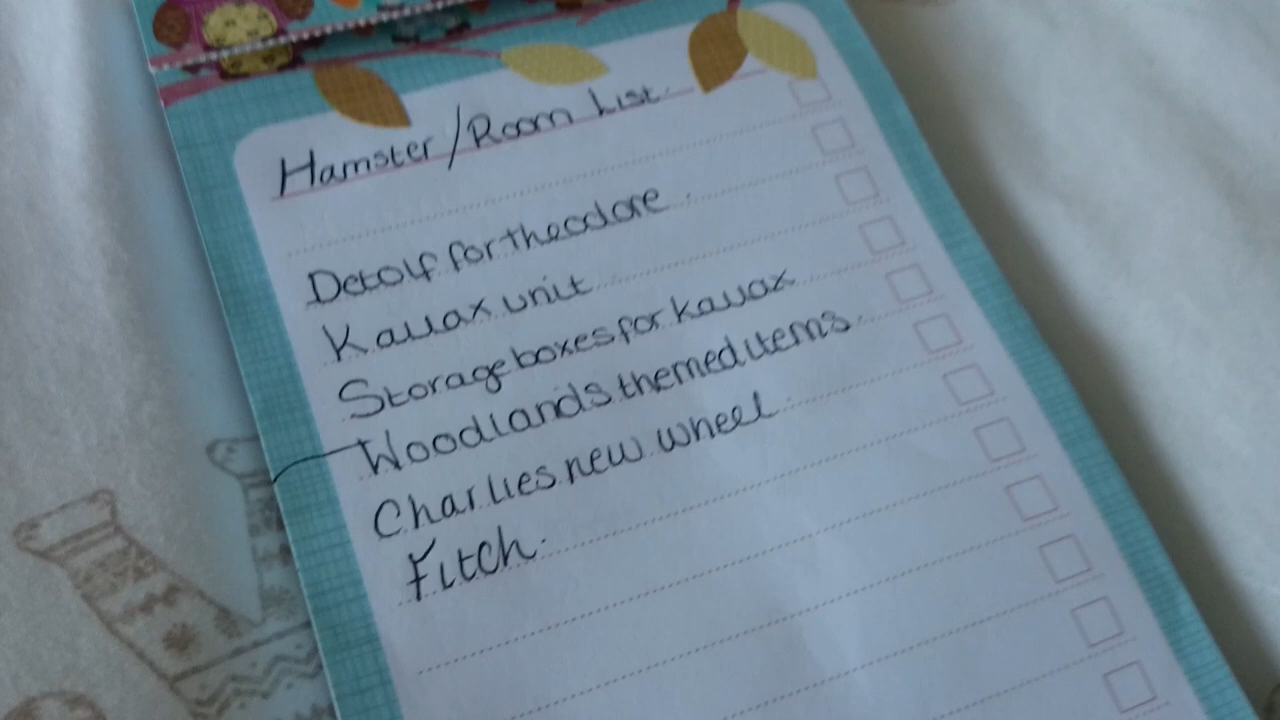 Hamster/Room List
Detolf for theodore
Kallax unit
Storage boxes for kallax
Woodlands themed items
Charlies new wheel
Fitch